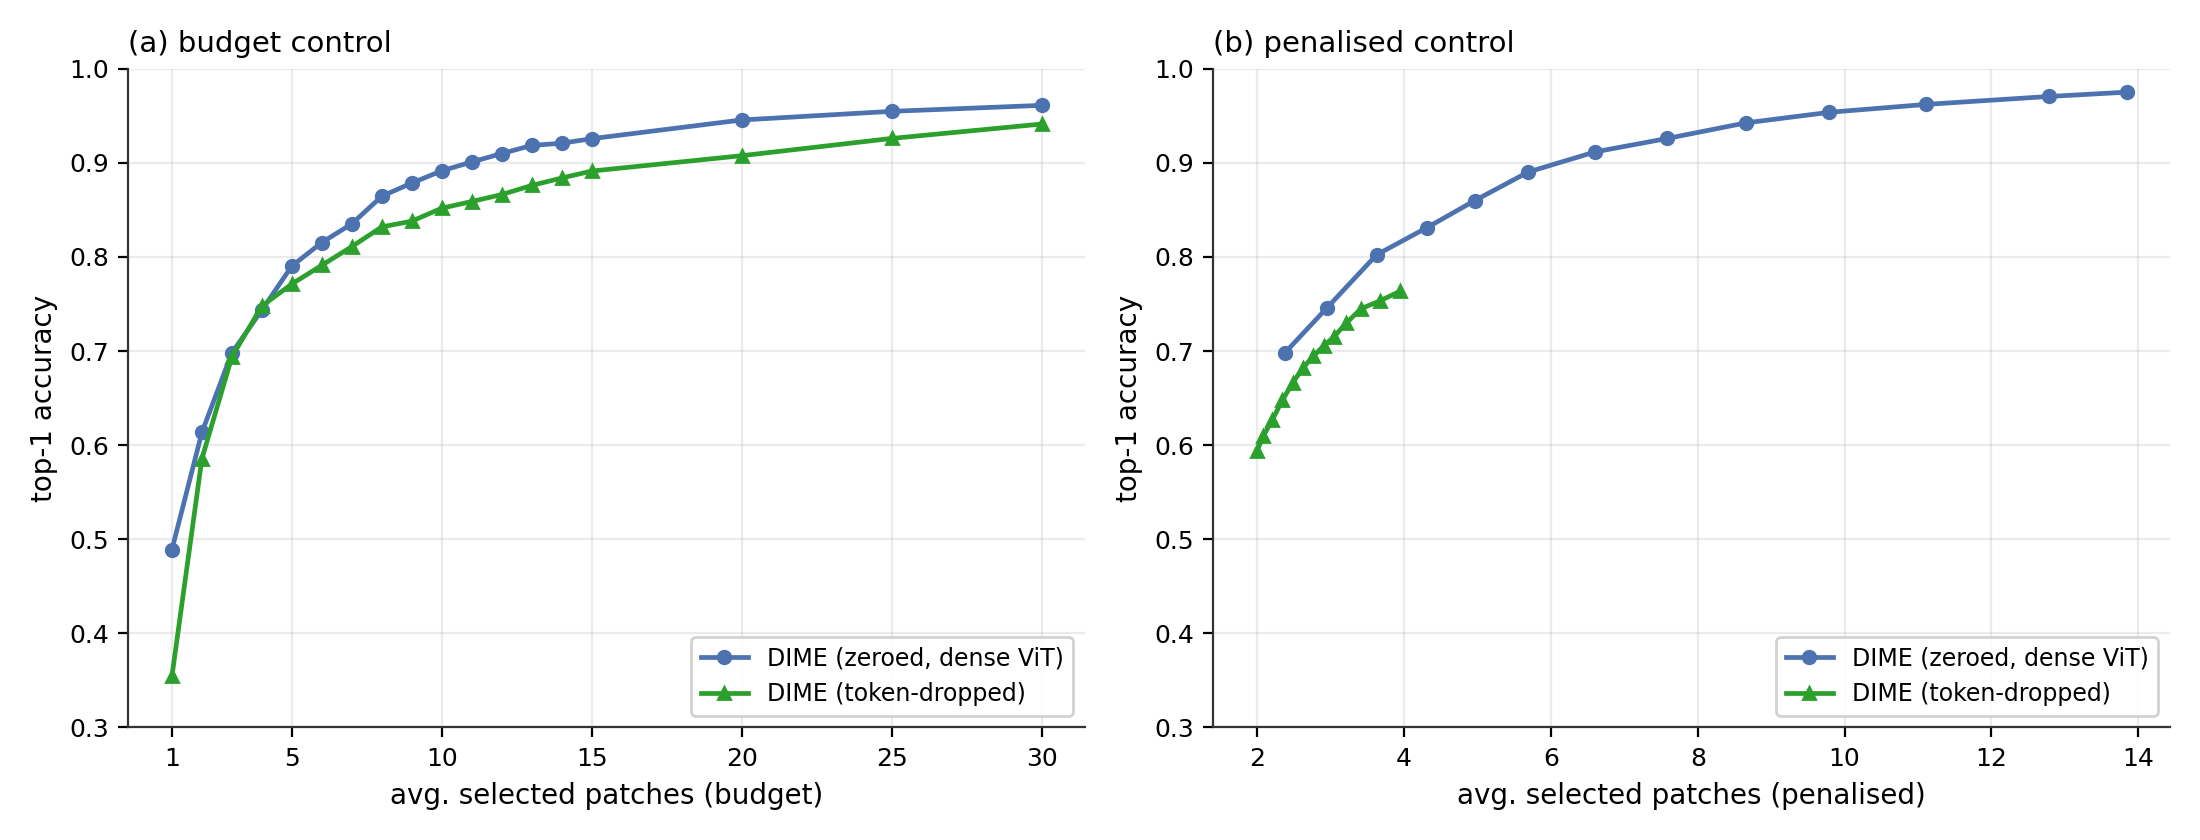 (a) budget control
1.0
0.9
0.8
0.7
0.6
0.5
0.4
0.3
top-1 accuracy
1 5 10 15 20 25 30
avg. selected patches (budget)
DIME (zeroed, dense ViT)
DIME (token-dropped)
(b) penalised control
1.0
0.9
0.8
0.7
0.6
0.5
0.4
0.3
top-1 accuracy
2 4 6 8 10 12 14
avg. selected patches (penalised)
DIME (zeroed, dense ViT)
DIME (token-dropped)